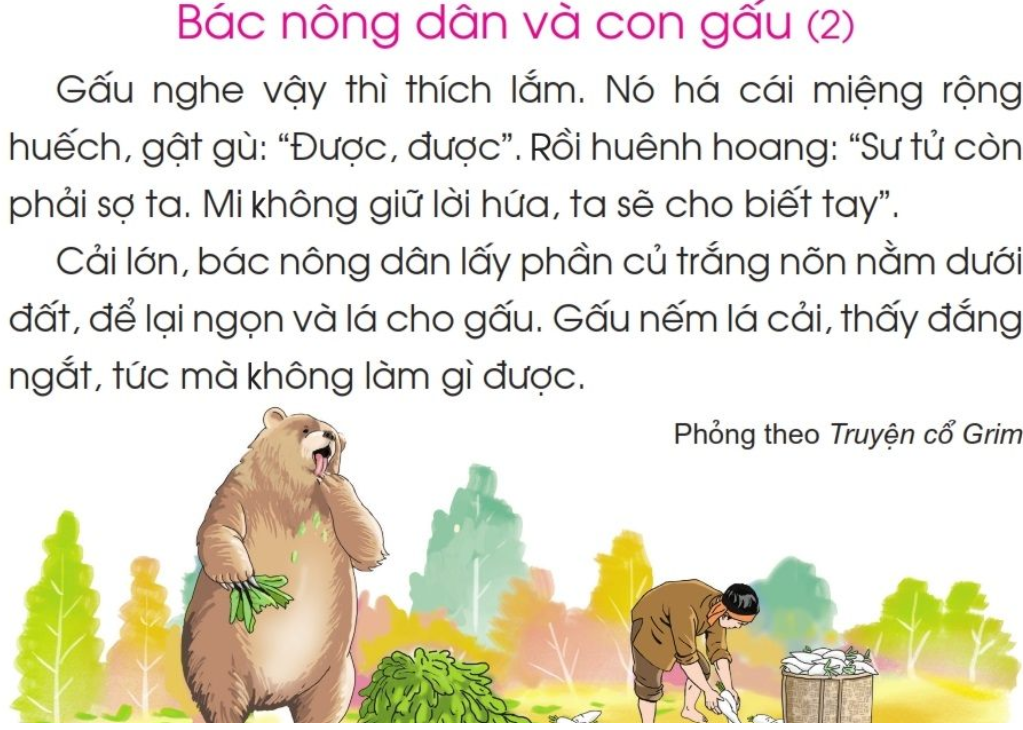 Bác nông dân và con gấu (2)
Gấu nghe vậy thì thích lắm. Nó há cái miệng rộng
huếch, gật gù: “Được, được”. Rồi huênh hoang: “Sư tử còn
phải sợ ta. Mi không giữ lời hứa, ta sẽ cho biết tay”.
Cải lớn, bác nông dân lấy phần củ trắng nõn nằm dưới
đất, để lại ngọn và lá cho gấu. Gấu nếm lá cải, thấy đắng
ngắt, tức mà không làm gì được.
Phỏng theo Truyện cổ Grim